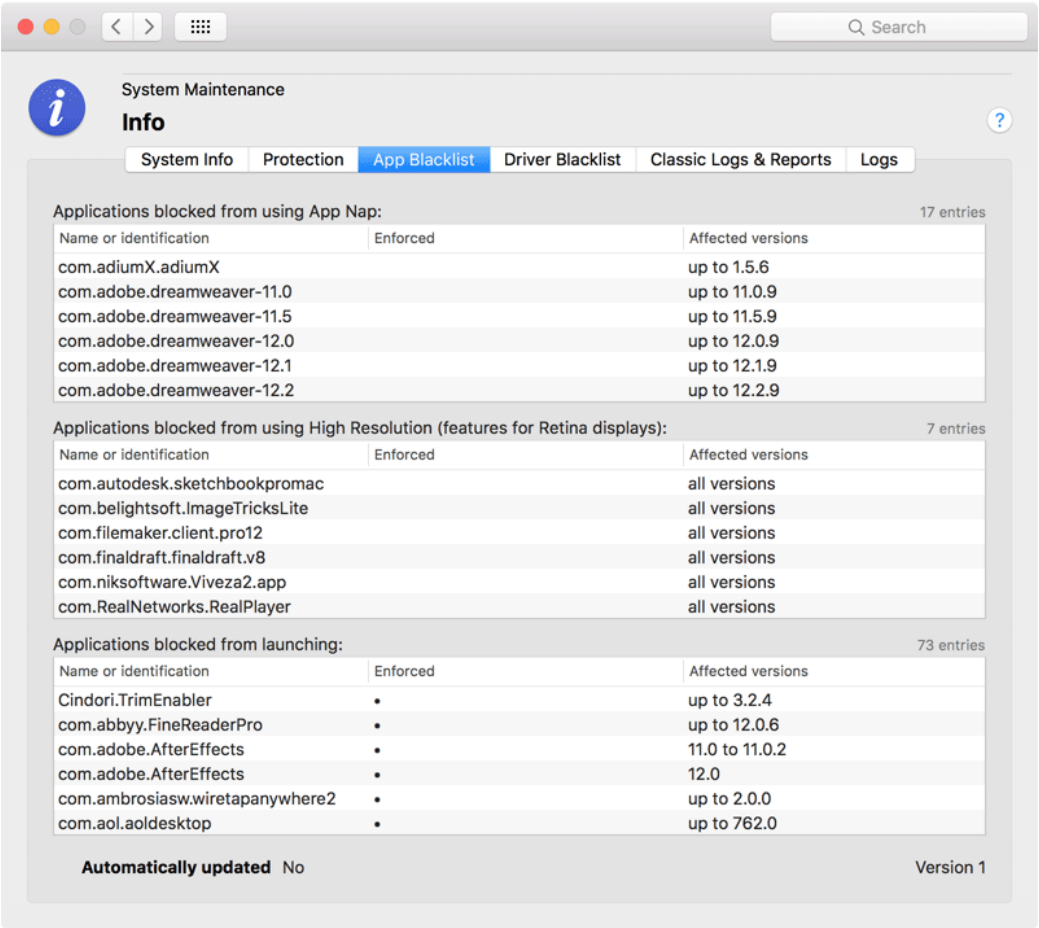 Search
System Maintenance
Info
?
System Info Protection App Blacklist Driver Blacklist Classic Logs & Reports Logs
Applications blocked from using App Nap: 17 entries
Name or identification Enforced Affected versions
com.adiumX.adiumX up to 1.5.6
com.adobe.dreamweaver-11.0 up to 11.0.9
com.adobe.dreamweaver-11.5 up to 11.5.9
com.adobe.dreamweaver-12.0 up to 12.0.9
com.adobe.dreamweaver-12.1 up to 12.1.9
com.adobe.dreamweaver-12.2 up to 12.2.9
Applications blocked from using High Resolution (features for Retina displays): 7 entries
Name or identification Enforced Affected versions
com.autodesk.sketchbookpromac all versions
com.belightsoft.ImageTricksLite all versions
com.filemaker.client.pro12 all versions
com.finaldraft.finaldraft.v8 all versions
com.niksoftware.Viveza2.app all versions
com.RealNetworks.RealPlayer all versions
Applications blocked from launching: 73 entries
Name or identification Enforced Affected versions
Cindori.TrimEnabler • up to 3.2.4
com.abbyy.FineReaderPro • up to 12.0.6
com.adobe.AfterEffects • 11.0 to 11.0.2
com.adobe.AfterEffects • 12.0
com.ambrosiasw.wiretapanywhere2 • up to 2.0.0
com.aol.aoldesktop • up to 762.0
Automatically updated No Version 1